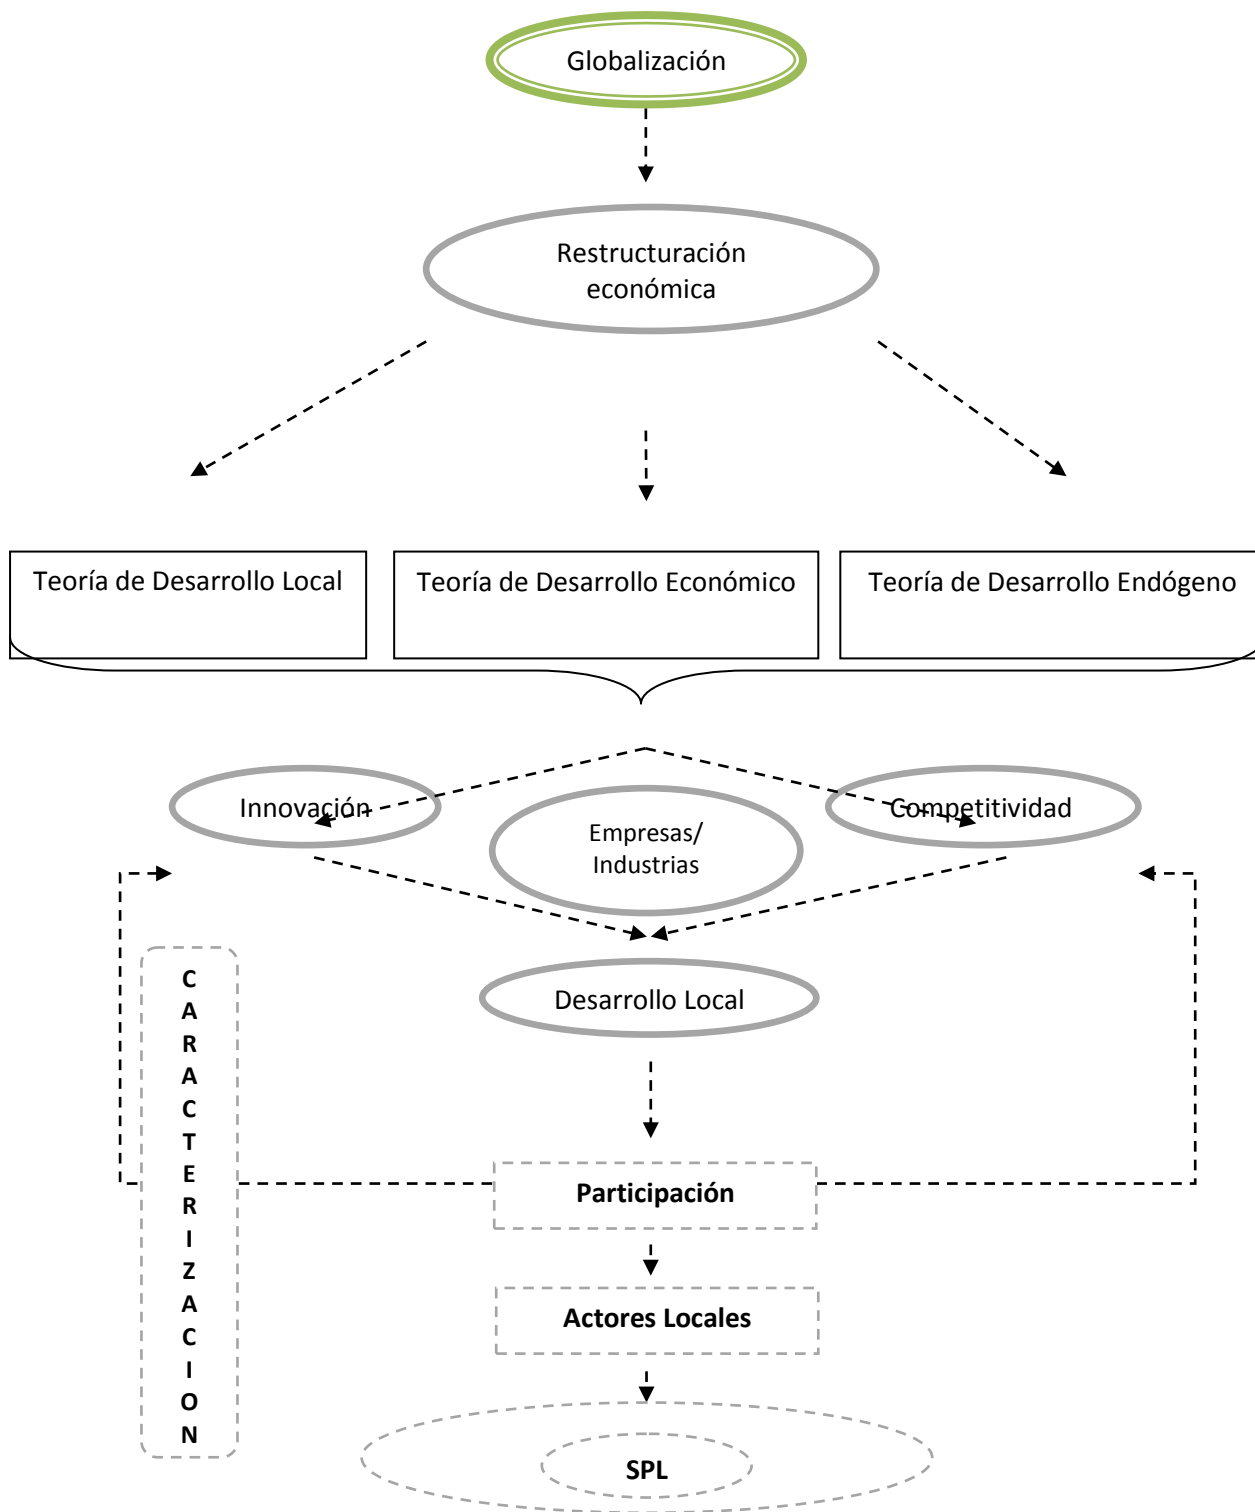 Globalización
Restructuración
económica
Teoría de Desarrollo Local
Teoría de Desarrollo Económico
Teoría de Desarrollo Endógeno
Innovación
Empresas/
Industrias
Competitividad
Desarrollo Local
C
A
R
A
C
T
E
R
I
Z
A
C
I
O
N
Participación
Actores Locales
SPL